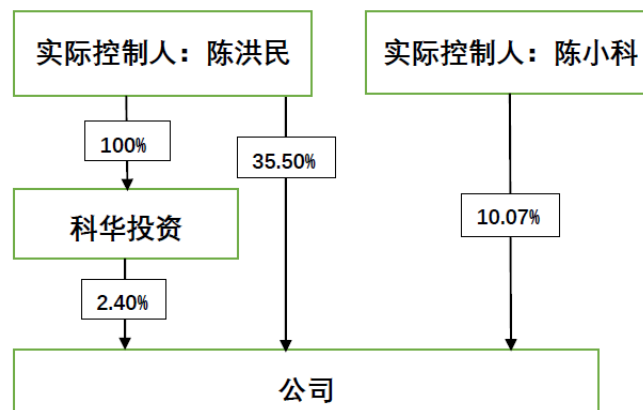 实际控制人：陈洪民
实际控制人：陈小科
100%
35.50%
科华投资
10.07%
2.40%
公司